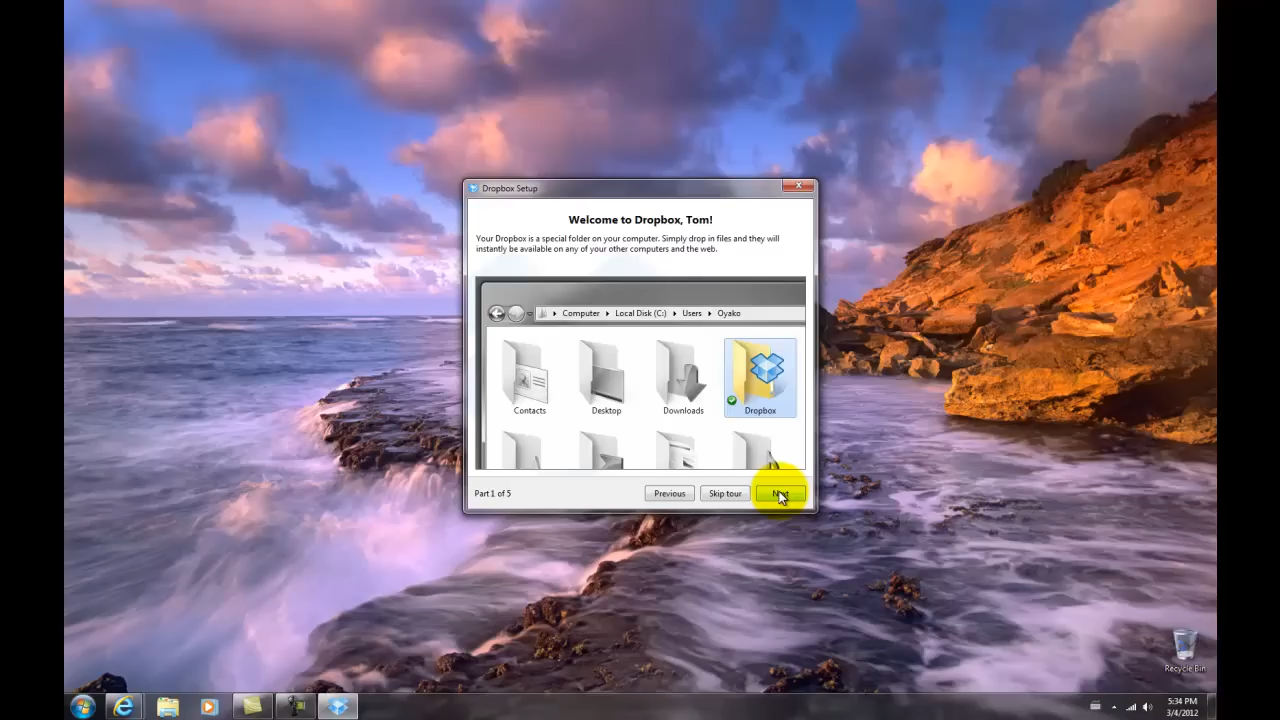 Dropbox Setup
Welcome to Dropbox, Tom!
Your Dropbox is a special folder on your computer. Simply drop in files and they will
instantly be available on any of your other computers and the web.
Computer Local Disk (C:) Users Oyako
Contacts Desktop Downloads Dropbox
Part 1 of 5 Previous Skip tour Next
Recycle Bin
5:34 PM
3/4/2012